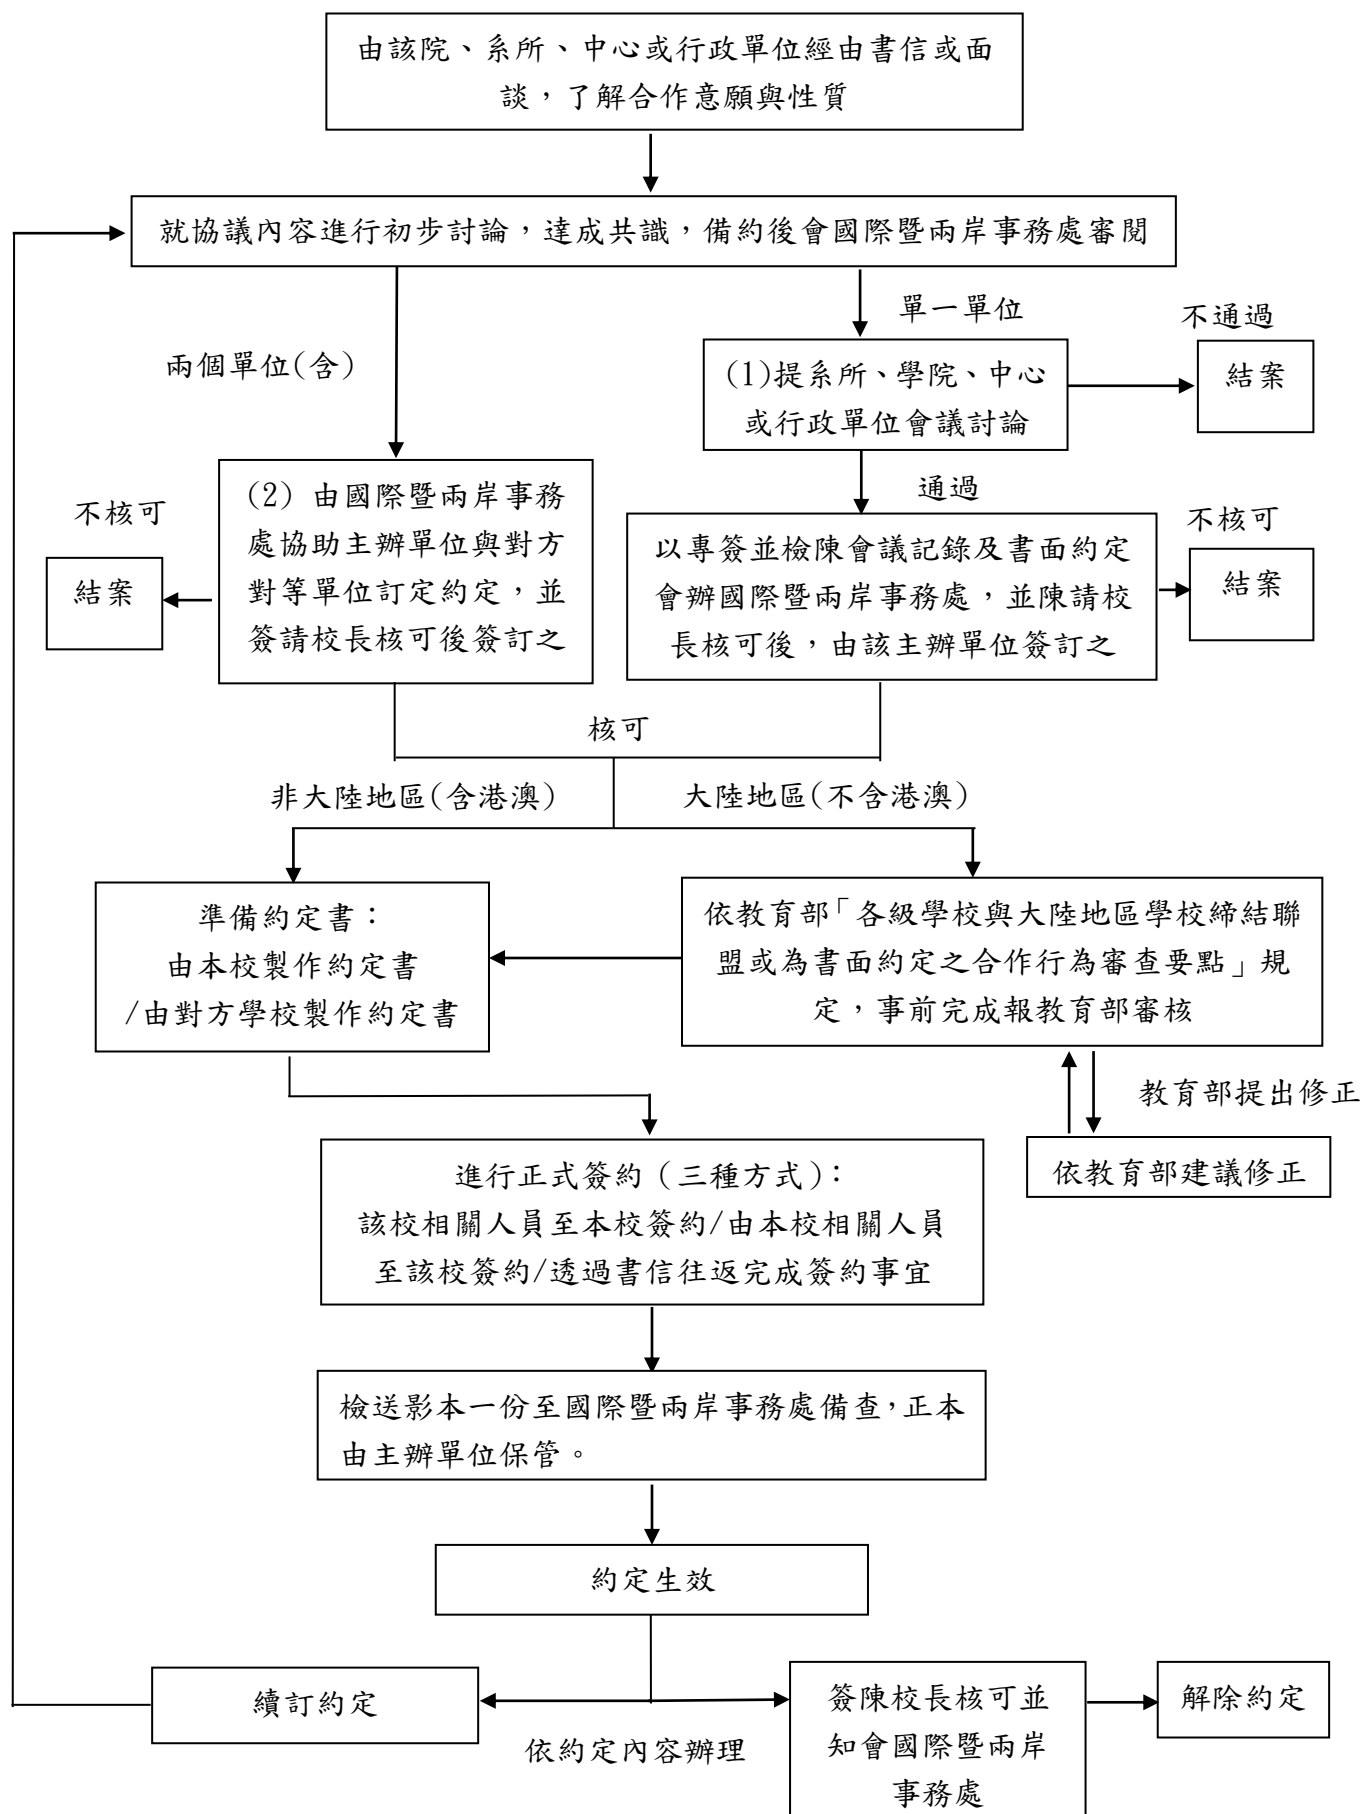 由該院、系所、中心或行政單位經由書信或面
談，了解合作意願與性質
就協議內容進行初步討論，達成共識，備約後會國際暨兩岸事務處審閱
單一單位
不通過
兩個單位(含)
(1)提系所、學院、中心
或行政單位會議討論
結案
通過
不核可
(2) 由國際暨兩岸事務
處協助主辦單位與對方
對等單位訂定約定，並
簽請校長核可後簽訂之
結案
不核可
以專簽並檢陳會議記錄及書面約定
會辦國際暨兩岸事務處，並陳請校
長核可後，由該主辦單位簽訂之
結案
核可
非大陸地區(含港澳)
大陸地區(不含港澳)
準備約定書：
由本校製作約定書
/由對方學校製作約定書
依教育部「各級學校與大陸地區學校締結聯
盟或為書面約定之合作行為審查要點」規
定，事前完成報教育部審核
教育部提出修正
依教育部建議修正
進行正式簽約（三種方式）：
該校相關人員至本校簽約/由本校相關人員
至該校簽約/透過書信往返完成簽約事宜
檢送影本一份至國際暨兩岸事務處備查，正本
由主辦單位保管。
約定生效
續訂約定
依約定內容辦理
簽陳校長核可並
知會國際暨兩岸
事務處
解除約定